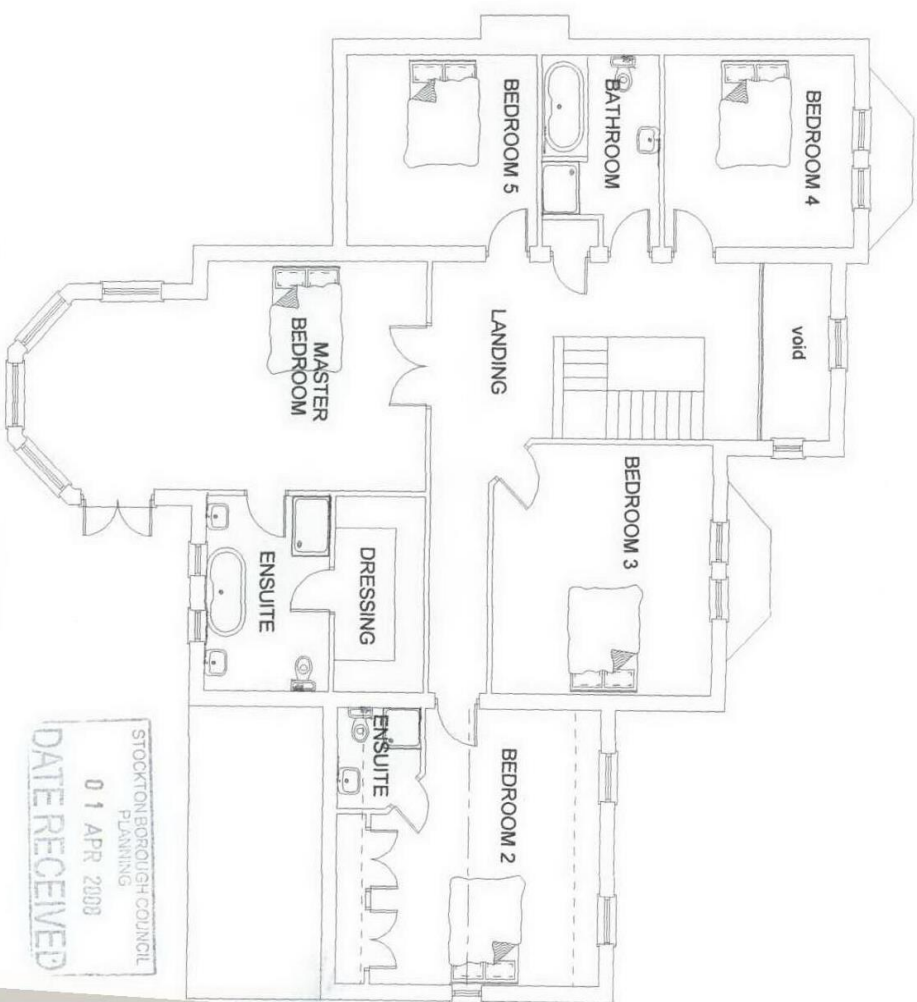 BEDROOM 4
BATHROOM
BEDROOM 5
void
LANDING
MASTER
BEDROOM
BEDROOM 3
DRESSING
ENSUITE
ENSUITE
BEDROOM 2
STOCKTON BOROUGH COUNCIL
PLANNING
01 APR 2008
DATE RECEIVED